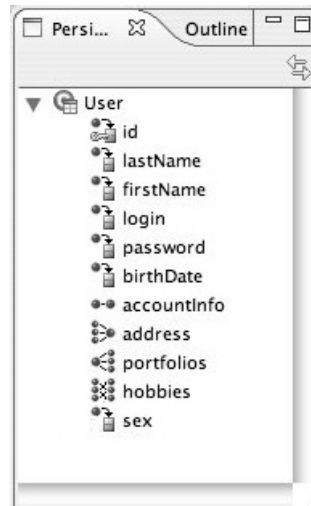 Persi... Outline
User
id
lastName
firstName
login
password
birthDate
accountInfo
address
portfolios
hobbies
sex